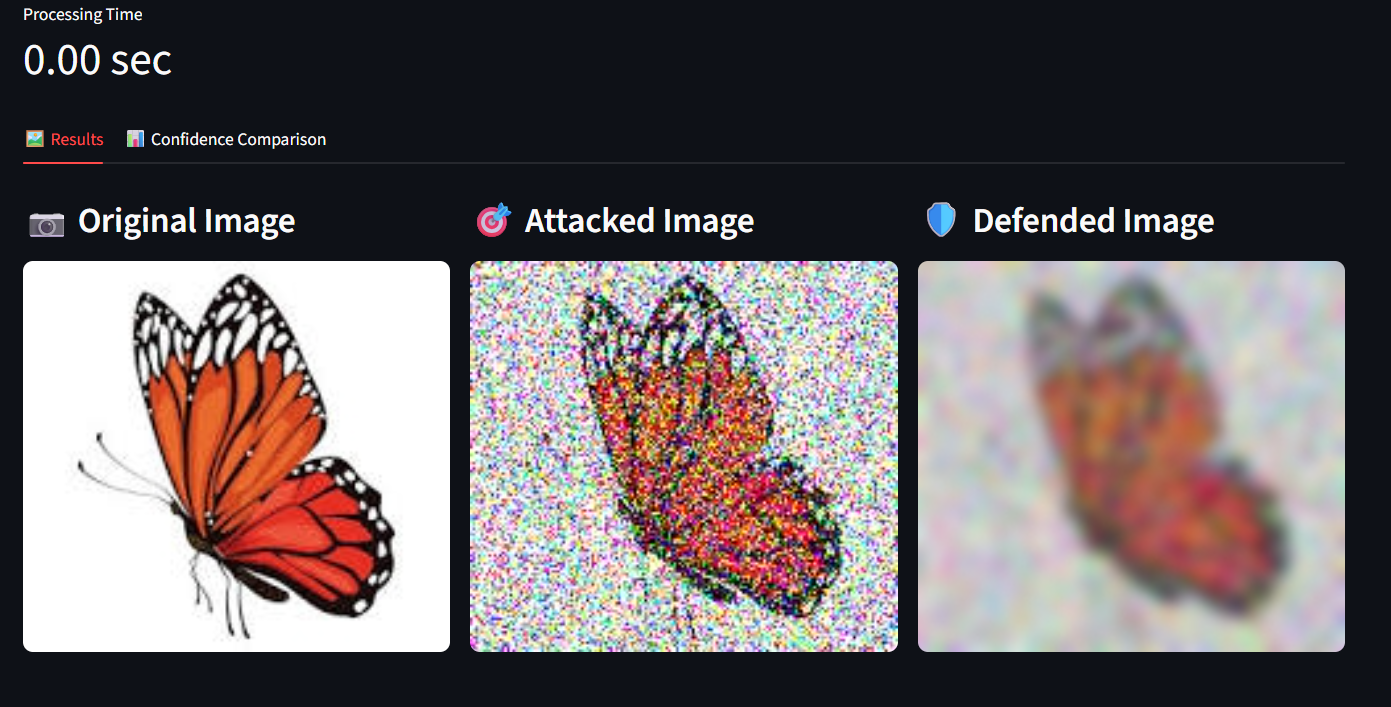 Processing Time
0.00 sec
Results
Confidence Comparison
Original Image
Attacked Image
Defended Image